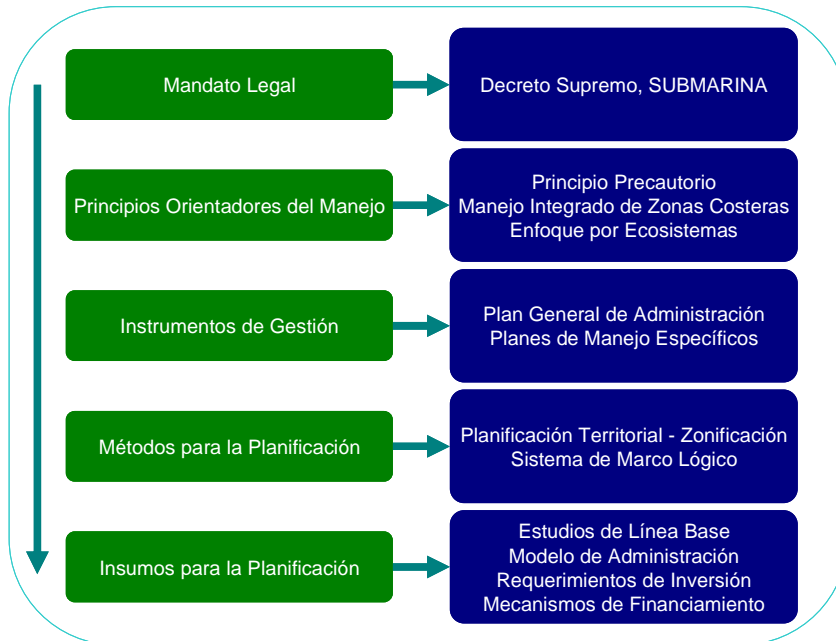 Mandato Legal
Decreto Supremo, SUBMARINA
Principios Orientadores del Manejo
Principio Precautorio
Manejo Integrado de Zonas Costeras
Enfoque por Ecosistemas
Instrumentos de Gestión
Plan General de Administración
Planes de Manejo Específicos
Métodos para la Planificación
Planificación Territorial - Zonificación
Sistema de Marco Lógico
Insumos para la Planificación
Estudios de Línea Base
Modelo de Administración
Requerimientos de Inversión
Mecanismos de Financiamiento